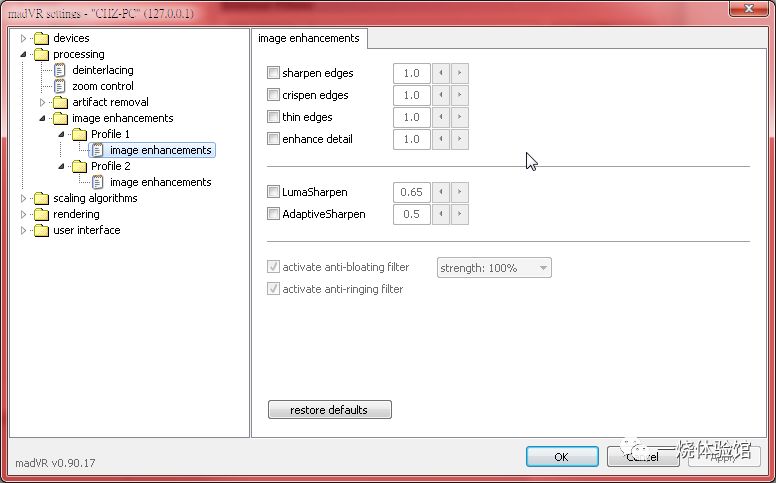 madVR settings - "CHZ-PC" (127.0.0.1)
devices
processing
deinterlacing
zoom control
artifact removal
image enhancements
Profile 1
image enhancements
Profile 2
image enhancements
scaling algorithms
rendering
user interface
image enhancements
sharpen edges 1.0
crispen edges 1.0
thin edges 1.0
enhance detail 1.0
LumaSharpen 0.65
AdaptiveSharpen 0.5
activate anti-bloating filter strength: 100%
activate anti-ringing filter
restore defaults
madVR v0.90.17
OK Cancel Apply
一烧体验馆